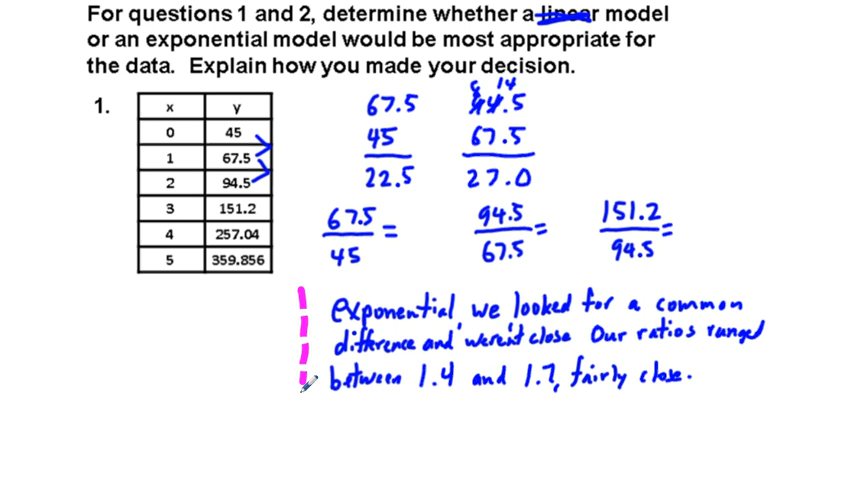 For questions 1 and 2, determine whether a linear model
or an exponential model would be most appropriate for
the data. Explain how you made your decision.
1.
x y
0 45
1 67.5
2 94.5
3 151.2
4 257.04
5 359.856
67.5
45
22.5
8 14
94.5
67.5
27.0
67.5 =
45
94.5 =
67.5
151.2 =
94.5
exponential we looked for a common
difference and weren't close Our ratios ranged
between 1.4 and 1.7, fairly close.